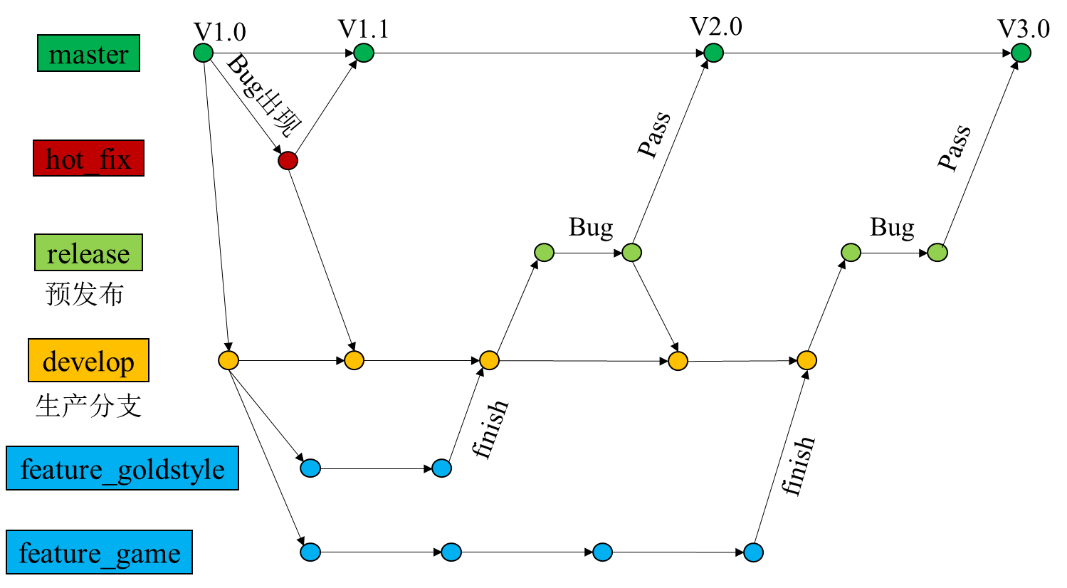 V1.0
V1.1
V2.0
V3.0
master
Bug出现
hot_fix
Pass
Pass
release
预发布
Bug
Bug
develop
生产分支
finish
finish
feature_goldstyle
feature_game